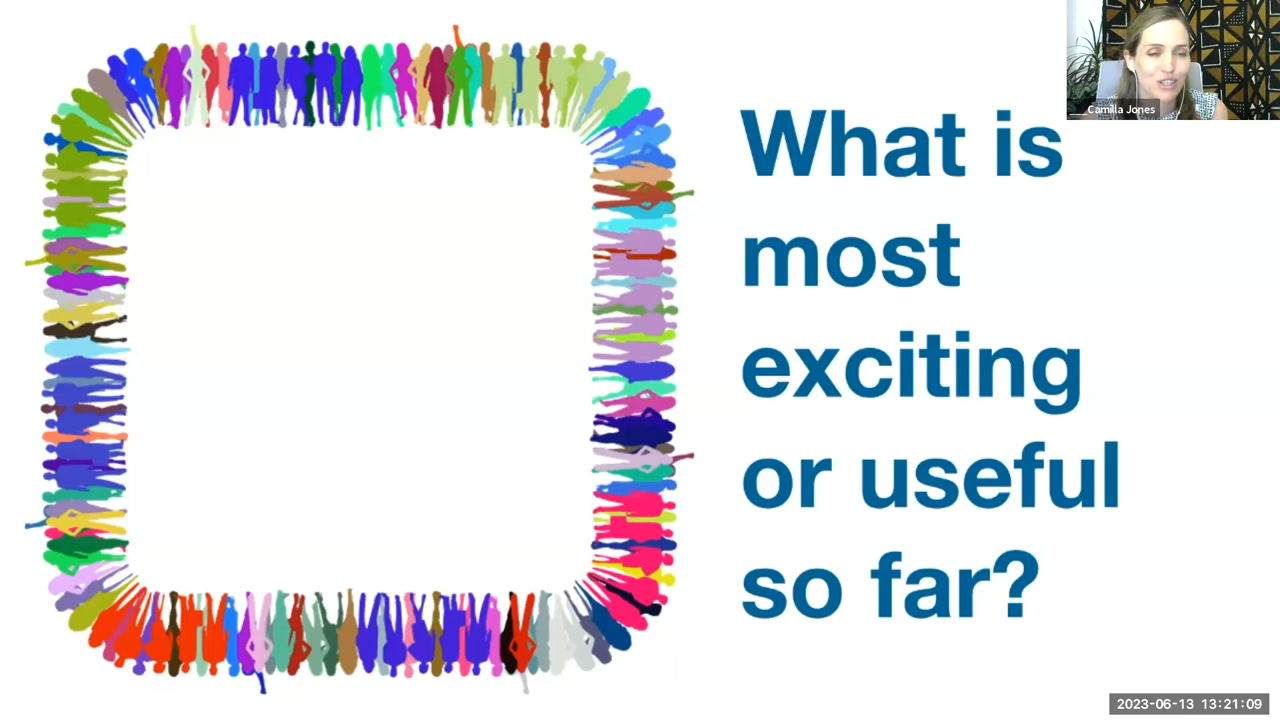 What is
most
exciting
or useful
so far?
Camilla Jones
2023-06-13 13:21:09